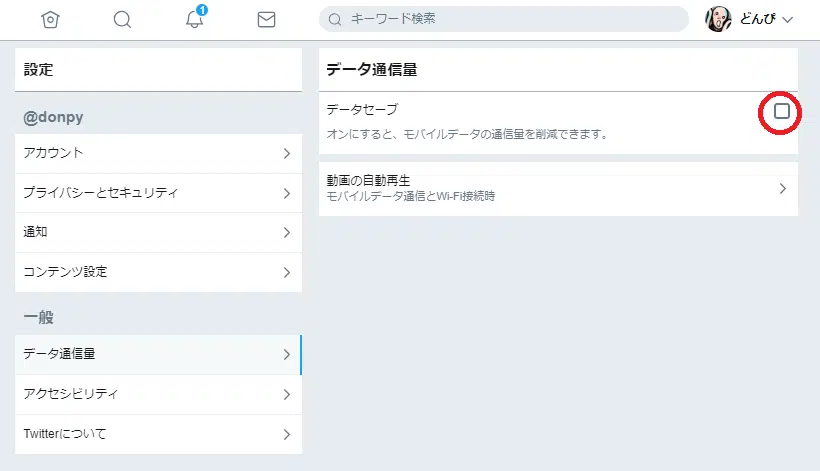 1
キーワード検索
どんぴ
設定
@donpy
アカウント
プライバシーとセキュリティ
通知
コンテンツ設定
一般
データ通信量
アクセシビリティ
Twitterについて
データ通信量
データセーブ
オンにすると、モバイルデータの通信量を削減できます。
動画の自動再生
モバイルデータ通信とWi-Fi接続時